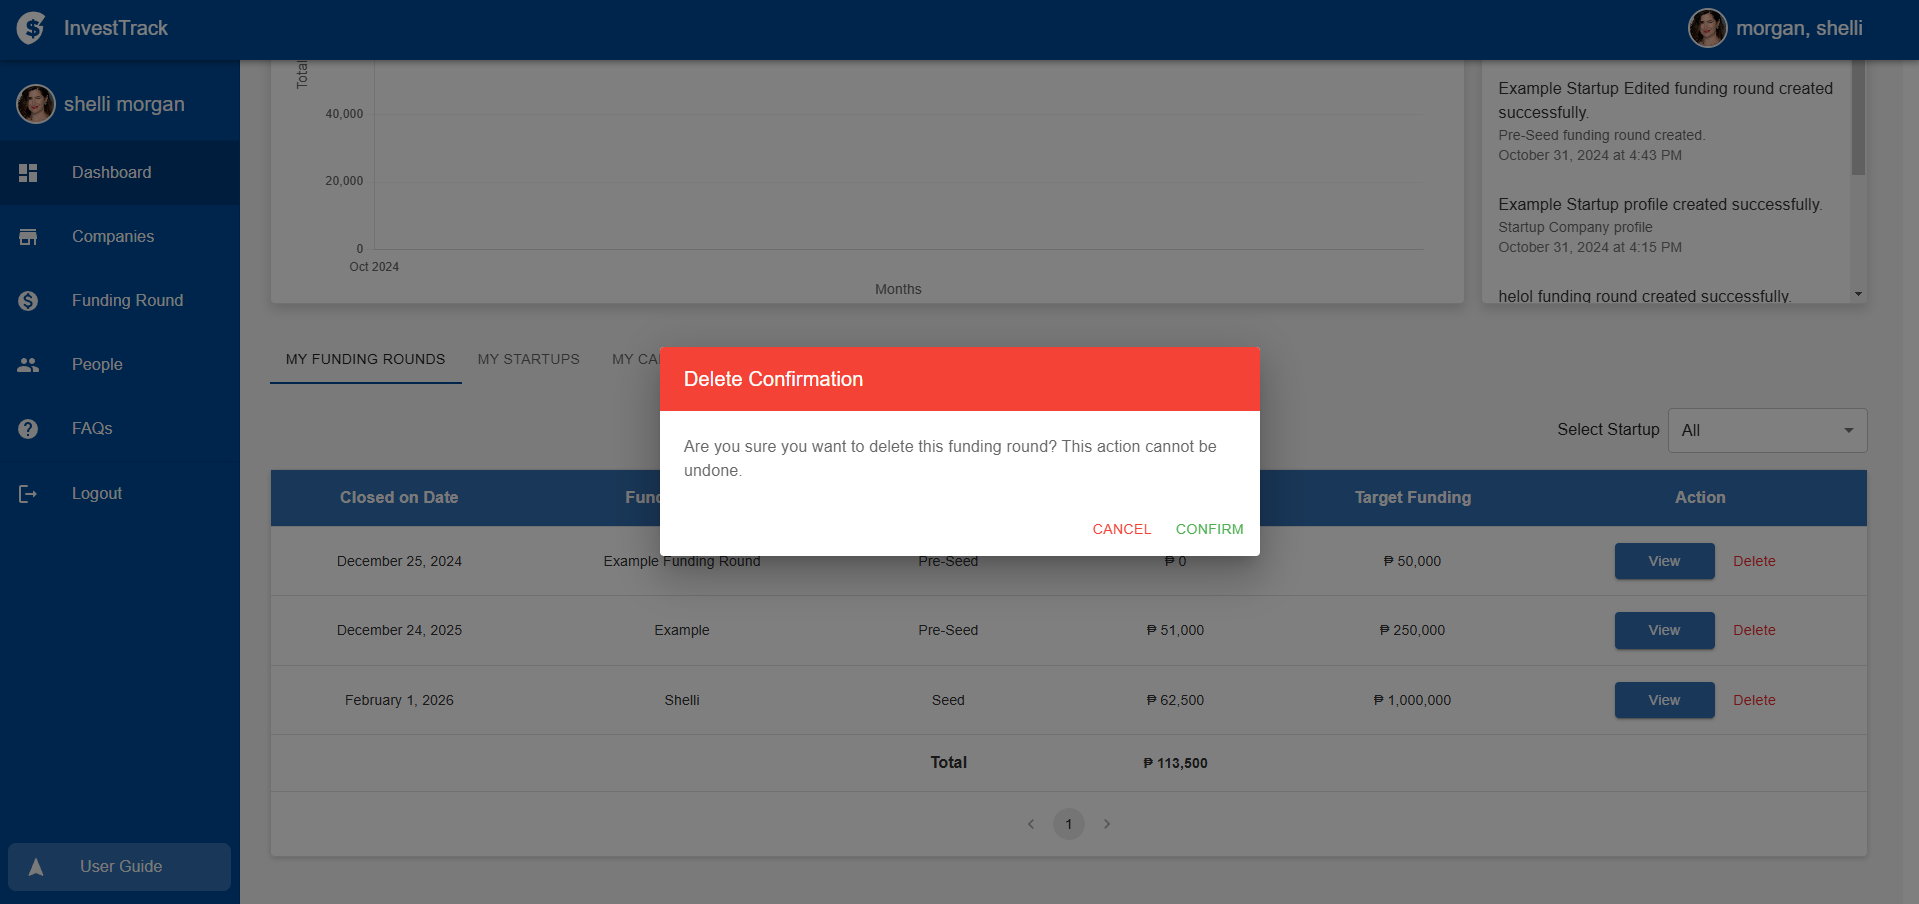 InvestTrack
morgan, shelli
shelli morgan
Dashboard
Companies
Funding Round
People
FAQs
Logout
User Guide
Total
40,000
20,000
0
Oct 2024
Months
Example Startup Edited funding round created
successfully.
Pre-Seed funding round created.
October 31, 2024 at 4:43 PM
Example Startup profile created successfully.
Startup Company profile
October 31, 2024 at 4:15 PM
helol funding round created successfully.
MY FUNDING ROUNDS MY STARTUPS MY
Delete Confirmation
Are you sure you want to delete this funding round? This action cannot be
undone.
CANCEL CONFIRM
Select Startup All
Closed on Date Target Funding Action
December 25, 2024 Example Funding Round Pre-Seed ₱ 0 ₱ 50,000 View Delete
December 24, 2025 Example Pre-Seed ₱ 51,000 ₱ 250,000 View Delete
February 1, 2026 Shelli Seed ₱ 62,500 ₱ 1,000,000 View Delete
Total ₱ 113,500
1